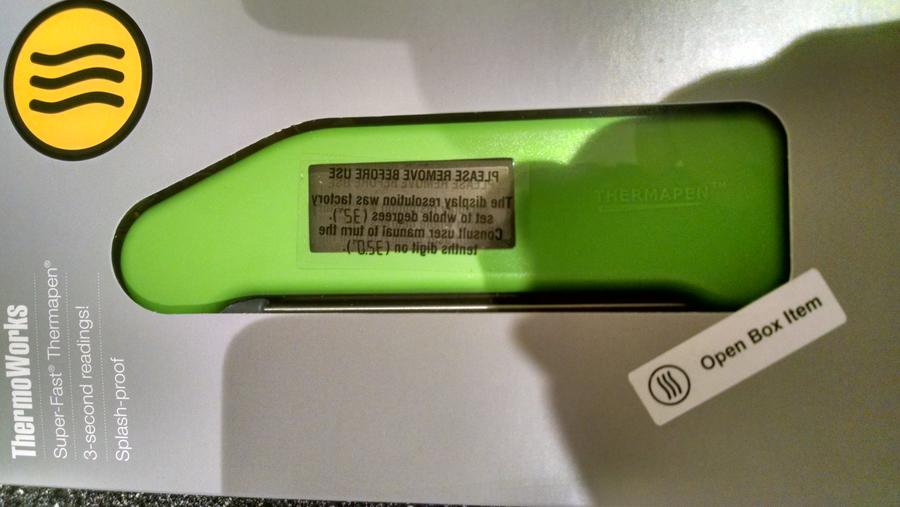 ThermoWorks
Super-Fast® Thermapen®
3-second readings!
Splash-proof
PLEASE REMOVE BEFORE USE
The display resolution was factory
set to whole degrees (32°).
Consult user manual to turn the
tenths digit on (32.0°).
THERMAPEN™
Open Box Item